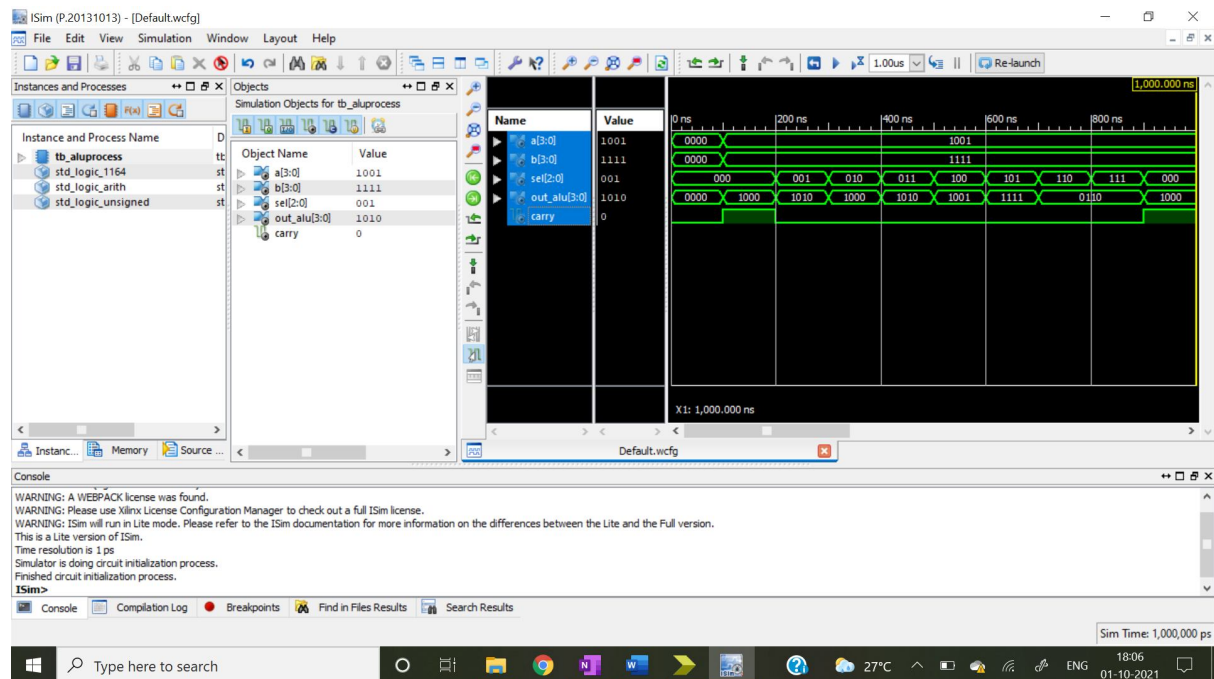 ISim (P.20131013) - [Default.wcfg]
File Edit View Simulation Window Layout Help
1.00us Re-launch
Instances and Processes
Instance and Process Name D
tb_aluprocess tb
std_logic_1164 st
std_logic_arith st
std_logic_unsigned st
Instanc... Memory Source ...
Objects
Simulation Objects for tb_aluprocess
Object Name Value
a[3:0] 1001
b[3:0] 1111
sel[2:0] 001
out_alu[3:0] 1010
carry 0
1,000.000 ns
Name Value 0 ns 200 ns 400 ns 600 ns 800 ns
a[3:0] 1001 0000 1001
b[3:0] 1111 0000 1111
sel[2:0] 001 000 001 010 011 100 101 110 111 000
out_alu[3:0] 1010 0000 1000 1010 1000 1010 1001 1111 0110 1000
carry 0
X1: 1,000.000 ns
Default.wcfg
Console
WARNING: A WEBPACK license was found.
WARNING: Please use Xilinx License Configuration Manager to check out a full ISim license.
WARNING: ISim will run in Lite mode. Please refer to the ISim documentation for more information on the differences between the Lite and the Full version.
This is a Lite version of ISim.
Time resolution is 1 ps
Simulator is doing circuit initialization process.
Finished circuit initialization process.
ISim>
Console Compilation Log Breakpoints Find in Files Results Search Results
Sim Time: 1,000,000 ps
Type here to search
27°C ENG 18:06
01-10-2021